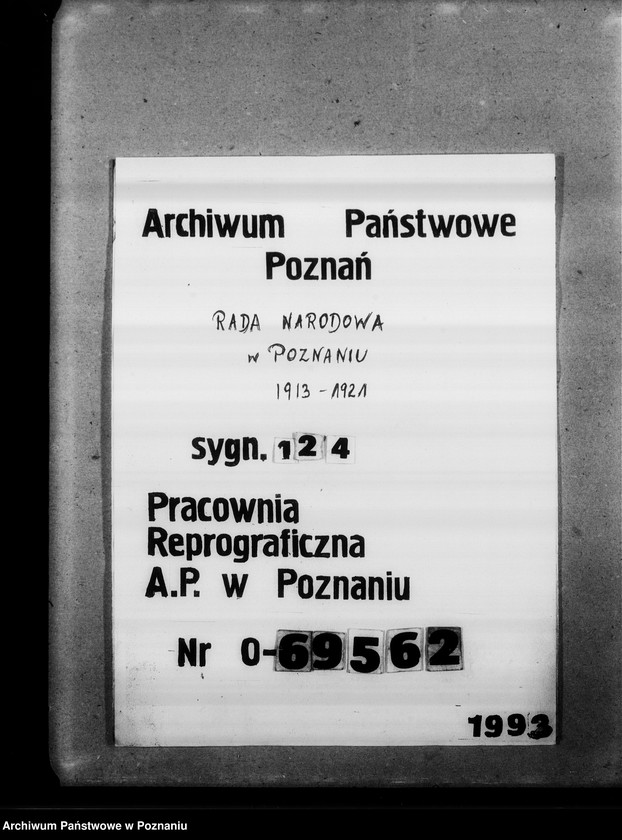 Archiwum Państwowe
Poznań
RADA NARODOWA
w POZNANIU
1913-1921
sygn. 124
Pracownia
Reprograficzna
A.P. w Poznaniu
Nr 0-69562
1993
Archiwum Państwowe w Poznaniu